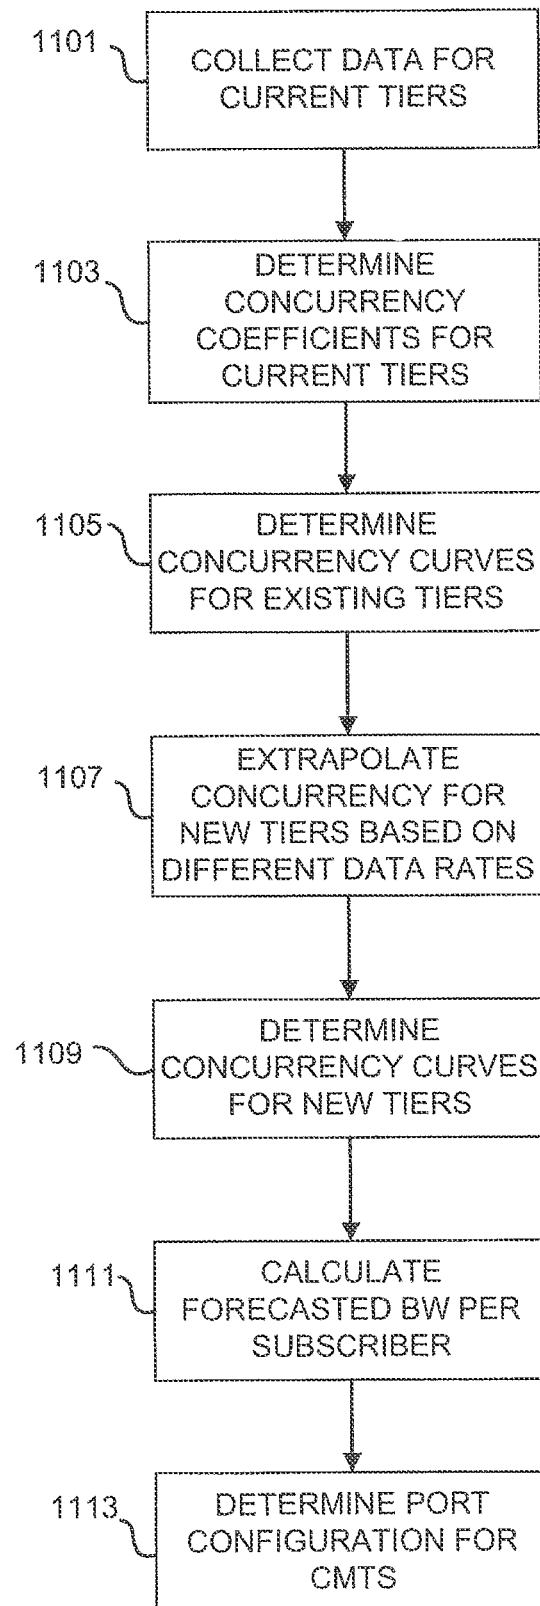 1101
COLLECT DATA FOR
CURRENT TIERS
1103
DETERMINE
CONCURRENCY
COEFFICIENTS FOR
CURRENT TIERS
1105
DETERMINE
CONCURRENCY CURVES
FOR EXISTING TIERS
1107
EXTRAPOLATE
CONCURRENCY FOR
NEW TIERS BASED ON
DIFFERENT DATA RATES
1109
DETERMINE
CONCURRENCY CURVES
FOR NEW TIERS
1111
CALCULATE
FORECASTED BW PER
SUBSCRIBER
1113
DETERMINE PORT
CONFIGURATION FOR
CMTS